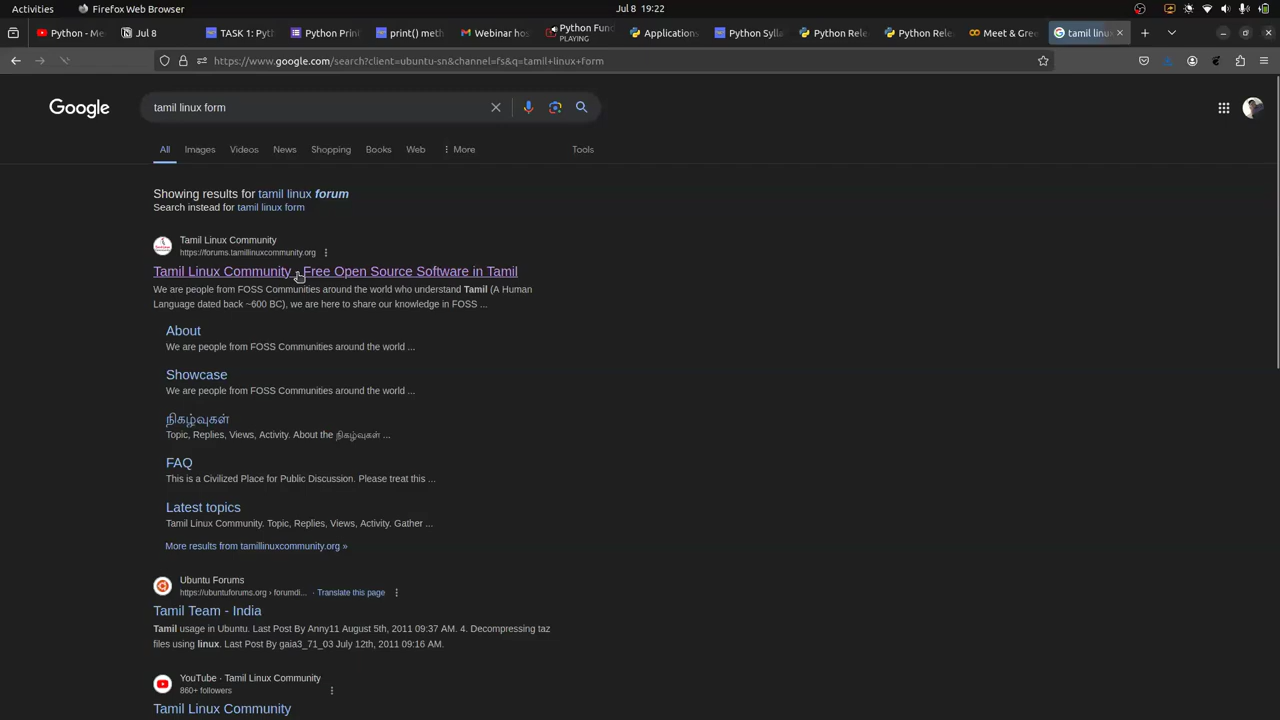 Activities
Firefox Web Browser
Jul 8 19:22
Python - Me
Jul 8
TASK 1: Pyth
Python Prin
print() meth
Webinar hos
Python Fund
PLAYING
Applications
Python Sylla
Python Rele
Python Rele
Meet & Gree
tamil linux
https://www.google.com/search?client=ubuntu-sn&channel=fs&q=tamil+linux+form
Google
tamil linux form
All
Images
Videos
News
Shopping
Books
Web
More
Tools
Showing results for tamil linux forum
Search instead for tamil linux form
Tamil Linux Community
https://forums.tamillinuxcommunity.org
Tamil Linux Community - Free Open Source Software in Tamil
We are people from FOSS Communities around the world who understand Tamil (A Human
Language dated back ~600 BC), we are here to share our knowledge in FOSS ...
About
We are people from FOSS Communities around the world ...
Showcase
We are people from FOSS Communities around the world ...
நிகழ்வுகள்
Topic, Replies, Views, Activity. About the நிகழ்வுகள் ...
FAQ
This is a Civilized Place for Public Discussion. Please treat this ...
Latest topics
Tamil Linux Community. Topic, Replies, Views, Activity. Gather ...
More results from tamillinuxcommunity.org »
Ubuntu Forums
https://ubuntuforums.org › forumdi... · Translate this page
Tamil Team - India
Tamil usage in Ubuntu. Last Post By Anny11 August 5th, 2011 09:37 AM. 4. Decompressing taz
files using linux. Last Post By gaia3_71_03 July 12th, 2011 09:16 AM.
YouTube · Tamil Linux Community
860+ followers
Tamil Linux Community